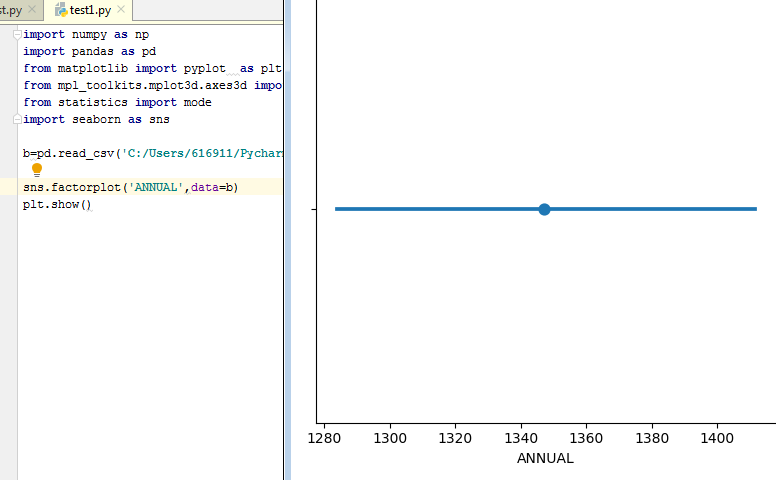 st.py test1.py
import numpy as np
import pandas as pd
from matplotlib import pyplot as plt
from mpl_toolkits.mplot3d.axes3d impo
from statistics import mode
import seaborn as sns
b=pd.read_csv('C:/Users/616911/Pychar
sns.factorplot('ANNUAL',data=b)
plt.show()
1280 1300 1320 1340 1360 1380 1400
ANNUAL